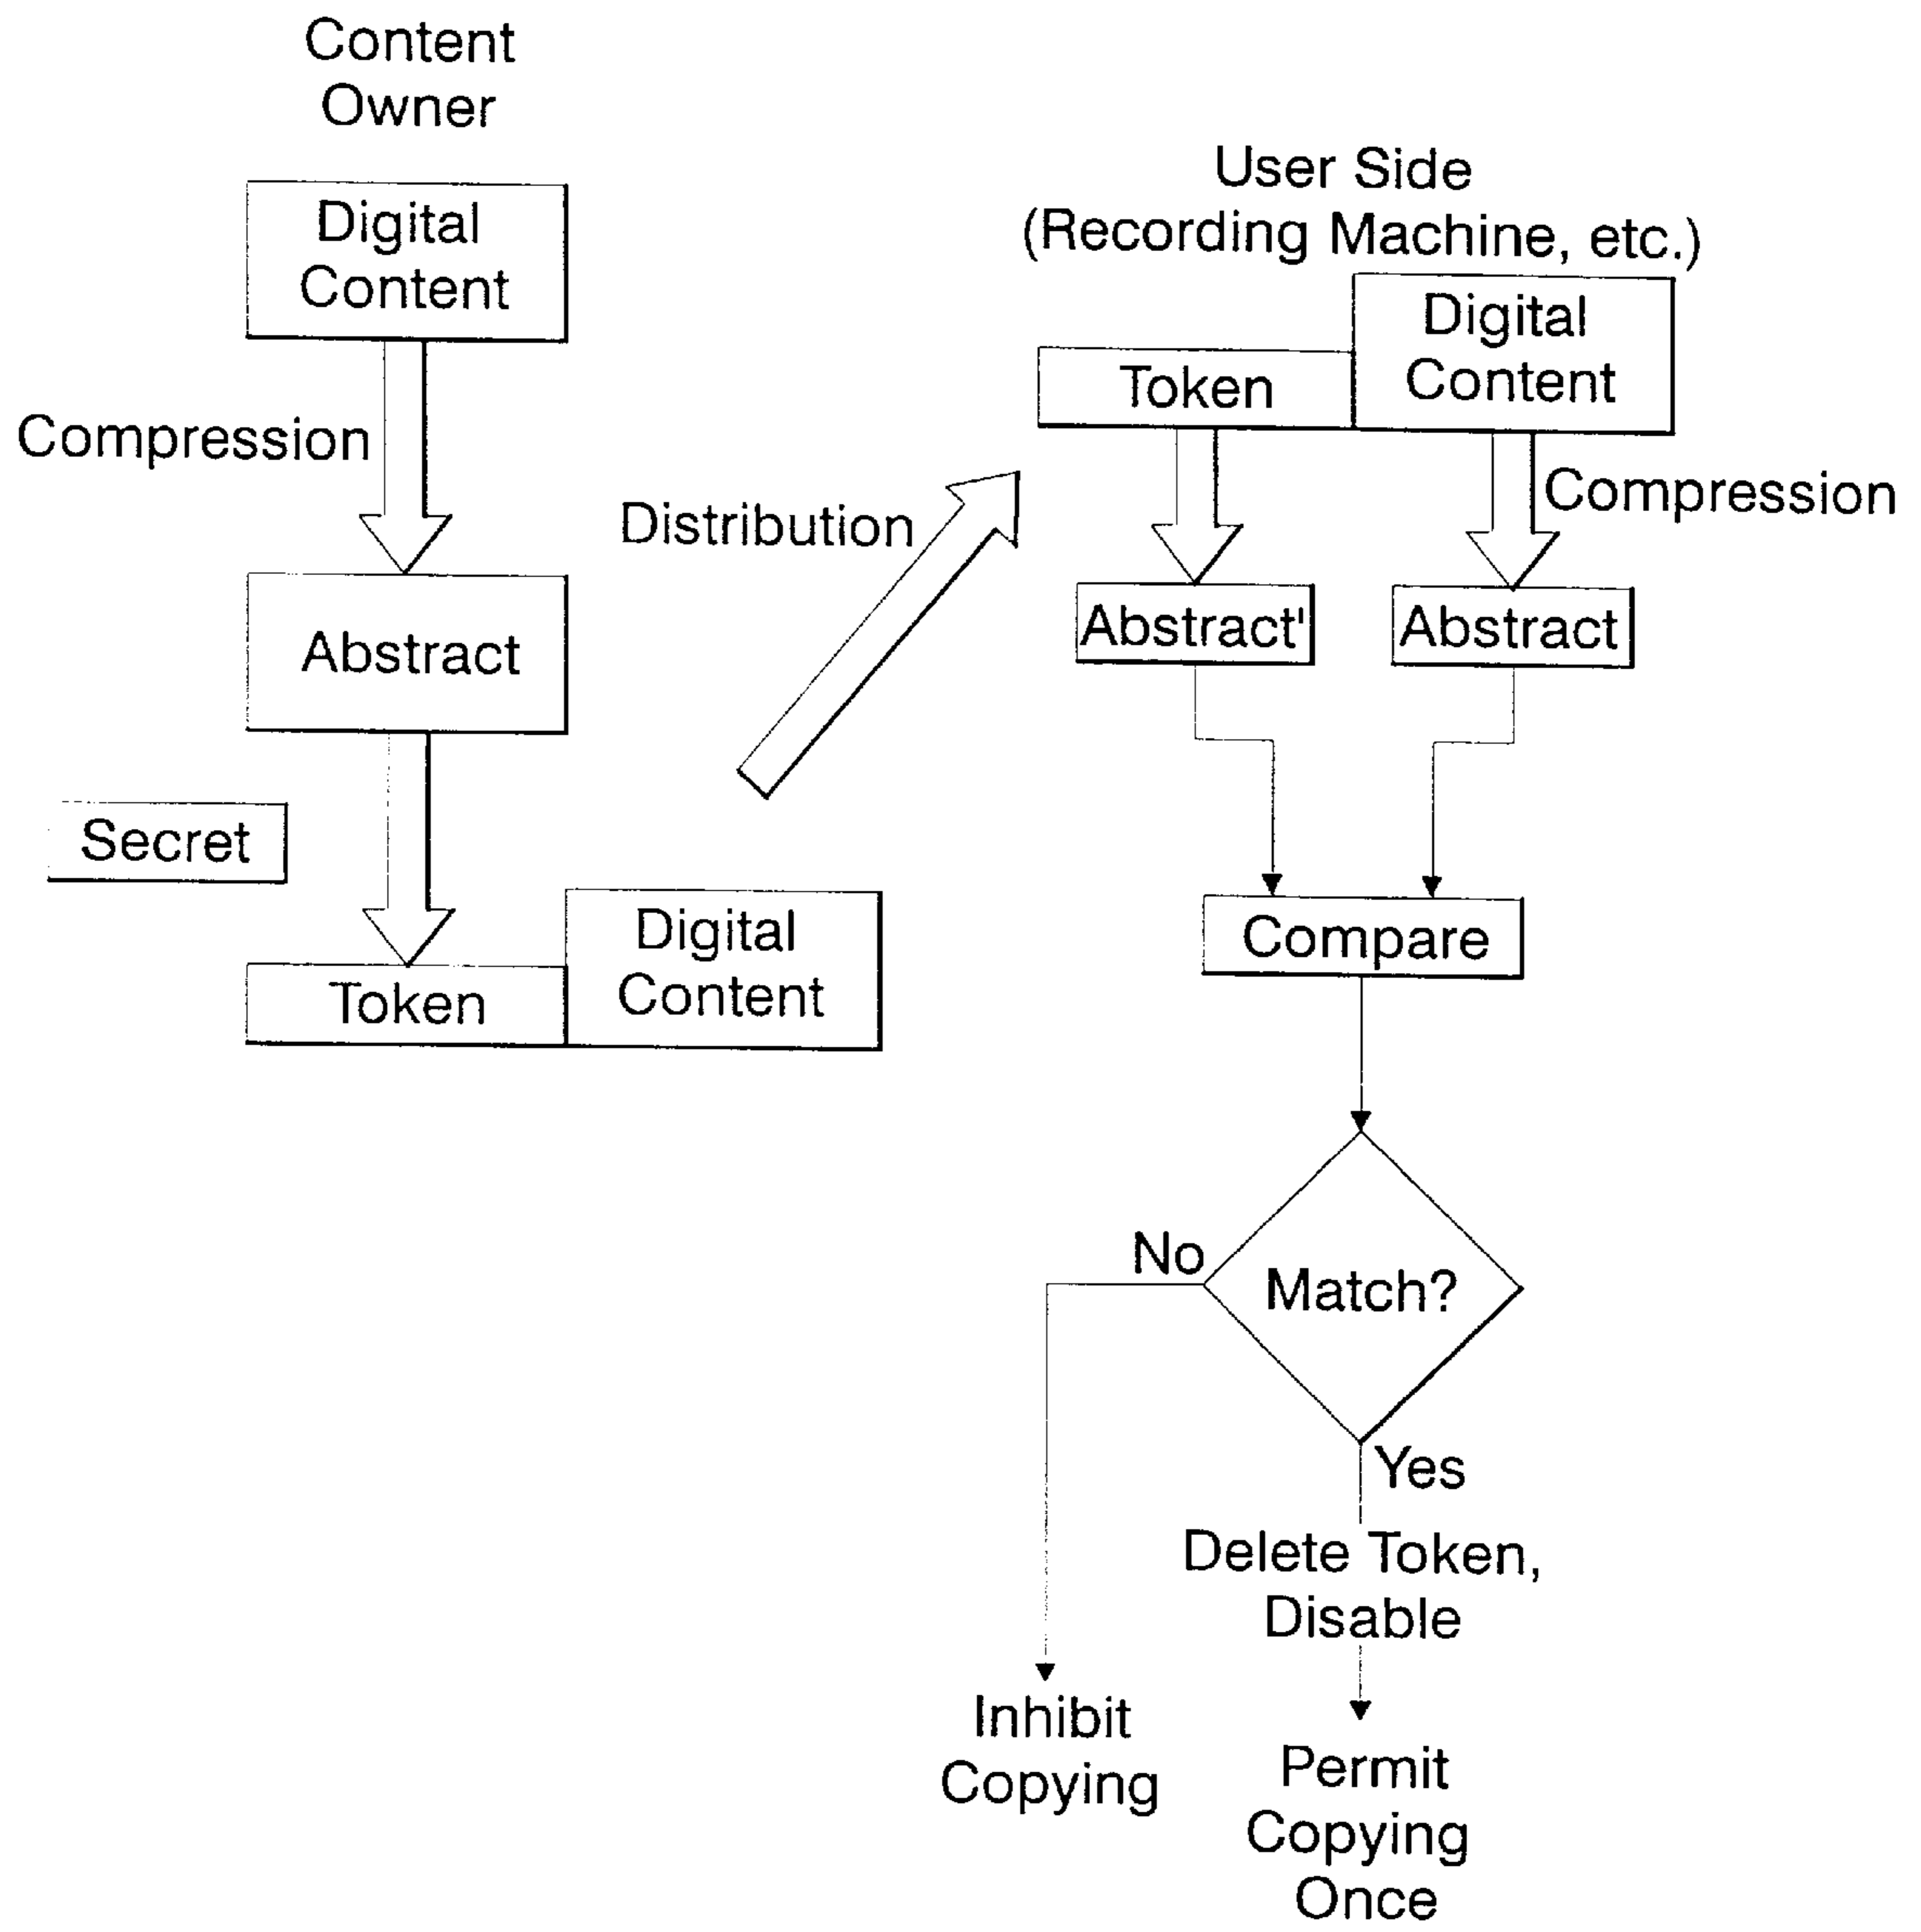 Content
Owner
Digital
Content
Compression
Abstract
Secret
Token
Digital
Content
Distribution
User Side
(Recording Machine, etc.)
Token
Digital
Content
Compression
Abstract'
Abstract
Compare
Match?
No
Yes
Delete Token,
Disable
Inhibit
Copying
Permit
Copying
Once